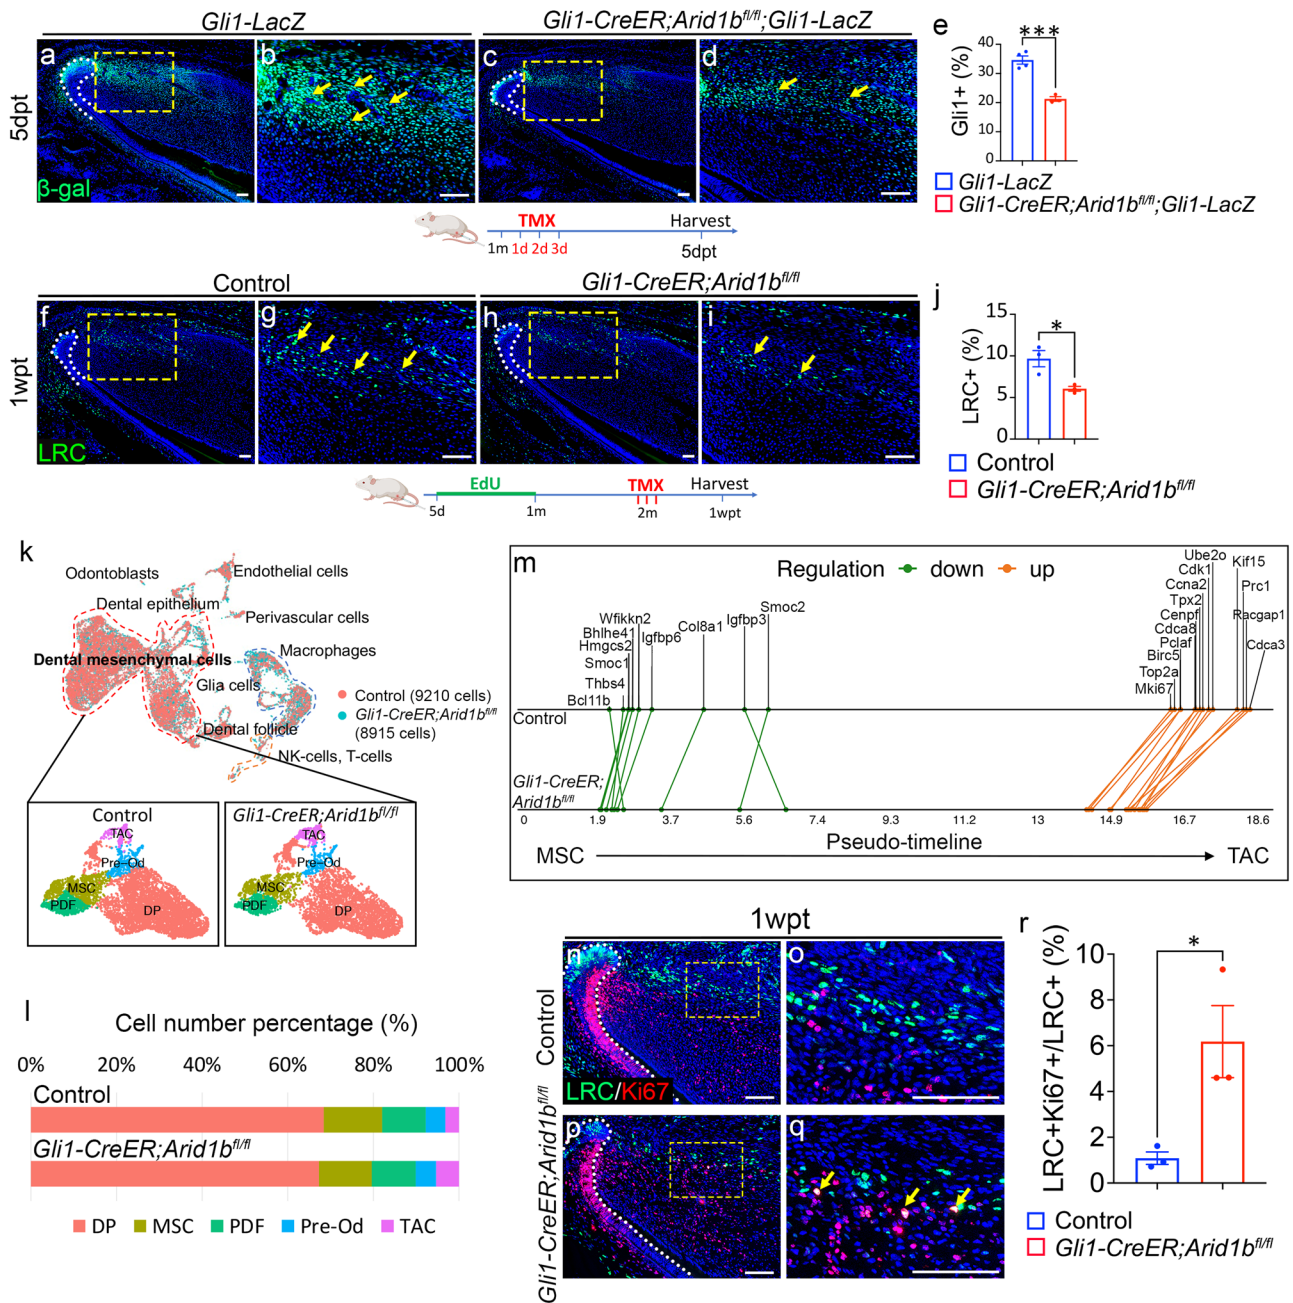 Gli1-LacZ
Gli1-CreER;Arid1bfl/fl;Gli1-LacZ
5dpt
a
b
c
d
β-gal
e
***
Gli1+ (%)
40
30
20
10
0
Gli1-LacZ
Gli1-CreER;Arid1bfl/fl;Gli1-LacZ
TMX
Harvest
1m 1d 2d 3d
5dpt
Control
Gli1-CreER;Arid1bfl/fl
1wpt
f
g
h
i
LRC
j
*
LRC+ (%)
15
10
5
0
Control
Gli1-CreER;Arid1bfl/fl
EdU
TMX
Harvest
5d
1m
2m
1wpt
k
Odontoblasts
Endothelial cells
Dental epithelium
Perivascular cells
Macrophages
Dental mesenchymal cells
Glia cells
Control (9210 cells)
Gli1-CreER;Arid1bfl/fl
(8915 cells)
Dental follicle
NK-cells, T-cells
Control
TAC
Pre-Od
MSC
PDF
DP
Gli1-CreER;Arid1bfl/fl
TAC
Pre-Od
MSC
PDF
DP
m
Regulation down up
Wfikkn2
Bhlhe41
Hmgcs2
Smoc1
Thbs4
Bcl11b
Igfbp6
Col8a1
Igfbp3
Smoc2
Ube2o
Cdk1
Ccna2
Tpx2
Cenpf
Cdca8
Pclaf
Birc5
Top2a
Mki67
Kif15
Prc1
Racgap1
Cdca3
Control
Gli1-CreER;
Arid1bfl/fl
0 1.9 3.7 5.6 7.4 9.3 11.2 13 14.9 16.7 18.6
Pseudo-timeline
MSC
TAC
l
Cell number percentage (%)
0% 20% 40% 60% 80% 100%
Control
Gli1-CreER;Arid1bfl/fl
DP MSC PDF Pre-Od TAC
1wpt
Control
n
o
LRC/Ki67
Gli1-CreER;Arid1bfl/fl
p
q
r
*
LRC+Ki67+/LRC+ (%)
10
8
6
4
2
0
Control
Gli1-CreER;Arid1bfl/fl